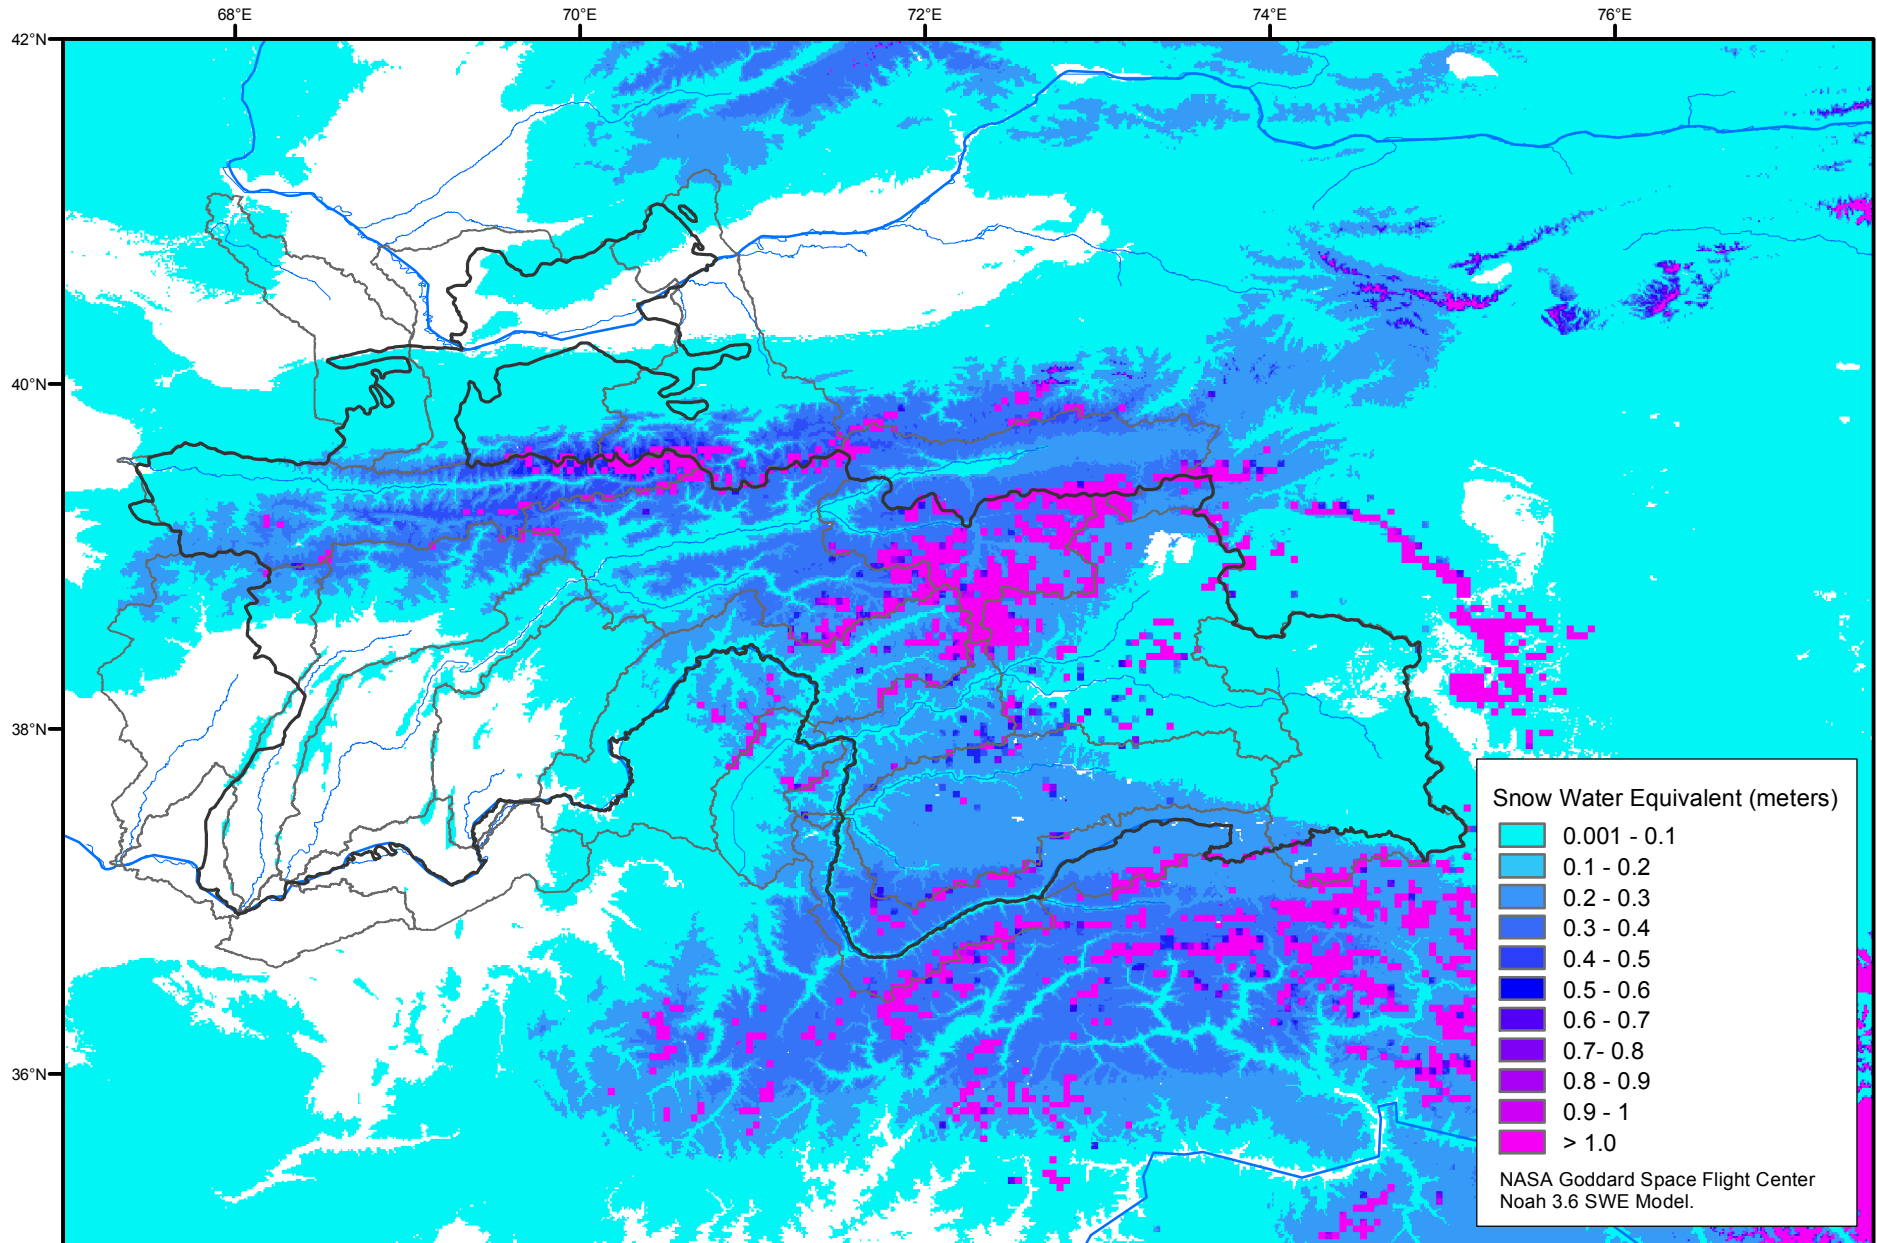 68°E
70°E
72°E
74°E
76°E
42°N
40°N
38°N
36°N
Snow Water Equivalent (meters)
0.001 - 0.1
0.1 - 0.2
0.2 - 0.3
0.3 - 0.4
0.4 - 0.5
0.5 - 0.6
0.6 - 0.7
0.7- 0.8
0.8 - 0.9
0.9 - 1
> 1.0
NASA Goddard Space Flight Center
Noah 3.6 SWE Model.